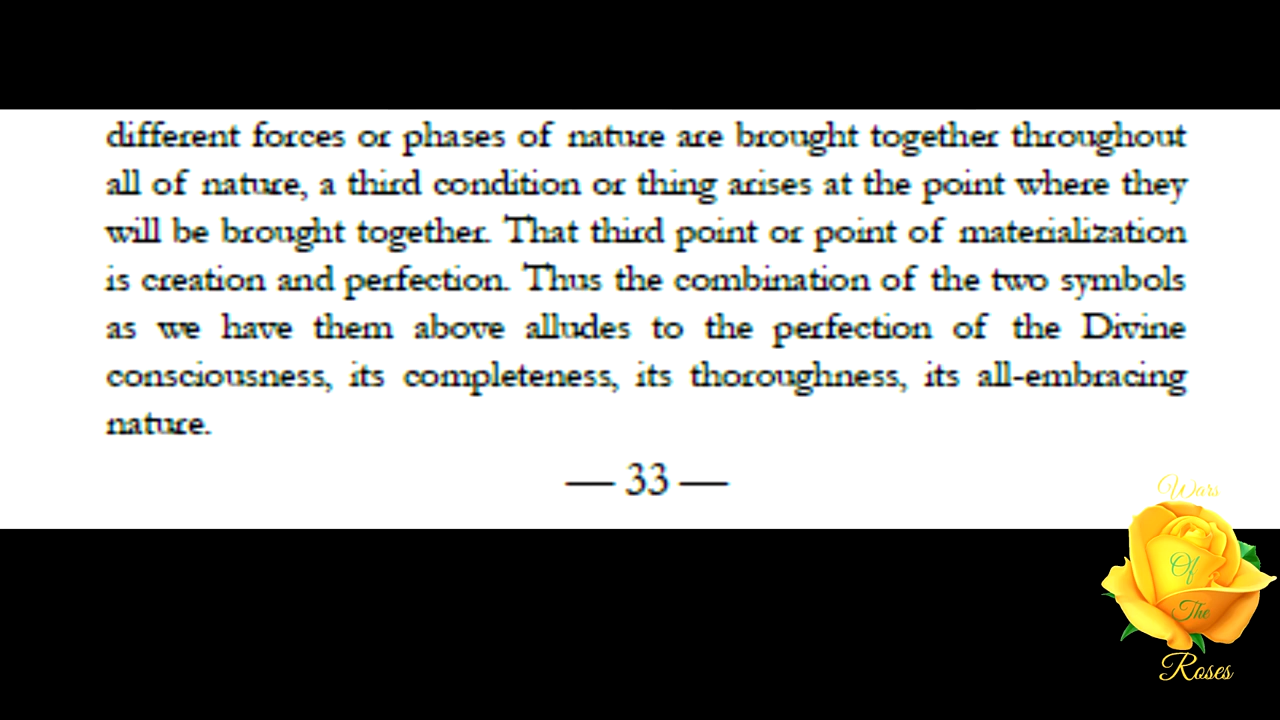 different forces or phases of nature are brought together throughout
all of nature, a third condition or thing arises at the point where they
will be brought together. That third point or point of materialization
is creation and perfection. Thus the combination of the two symbols
as we have them above alludes to the perfection of the Divine
consciousness, its completeness, its thoroughness, its all-embracing
nature.
— 33 —
Wars
Of
The
Roses